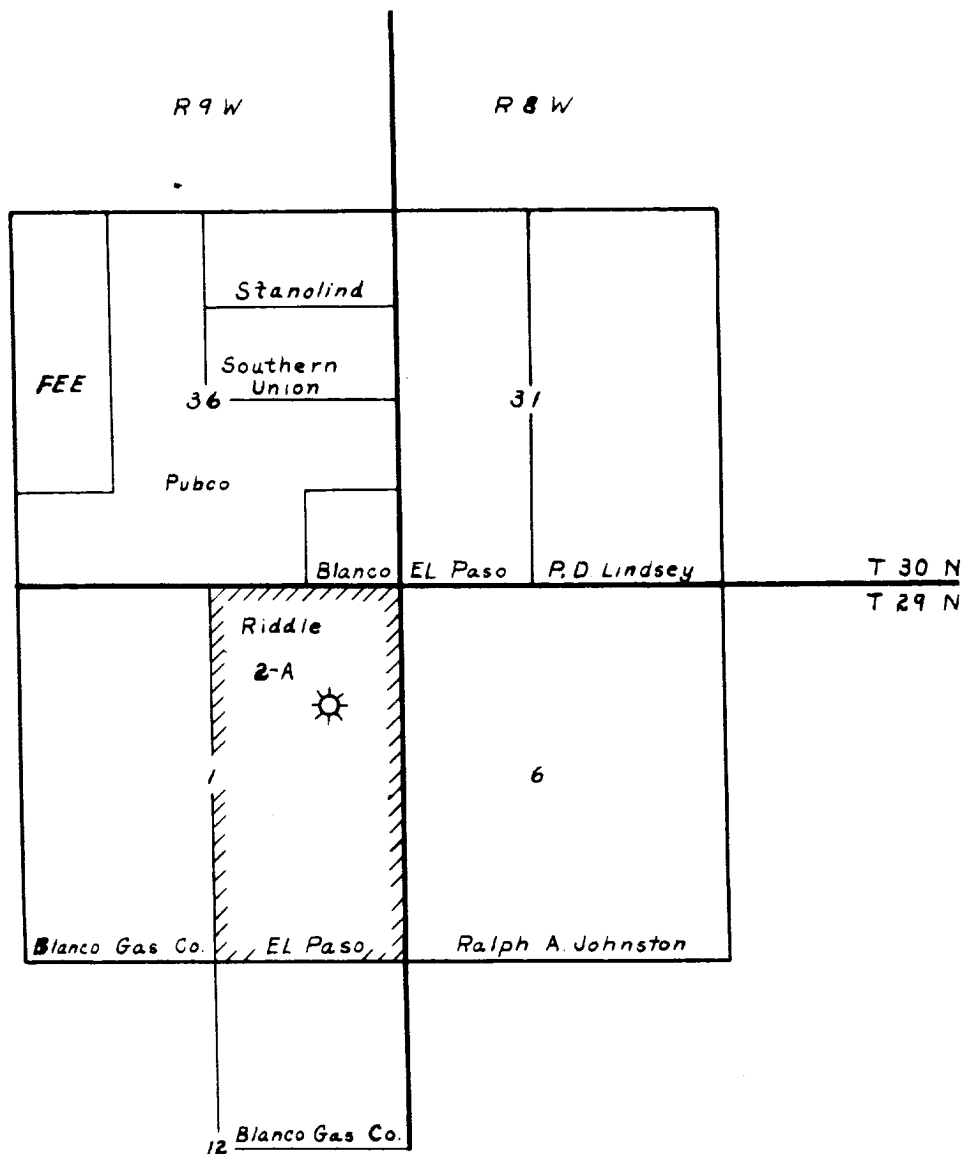 R 9 W
R 8 W
Stanolind
Southern
Union
FEE
36
31
Pubco
Blanco
EL Paso
P. D. Lindsey
T 30 N
T 29 N
Riddle
2-A
1
6
Blanco Gas Co.
EL Paso
Ralph A. Johnston
Blanco Gas Co.
12